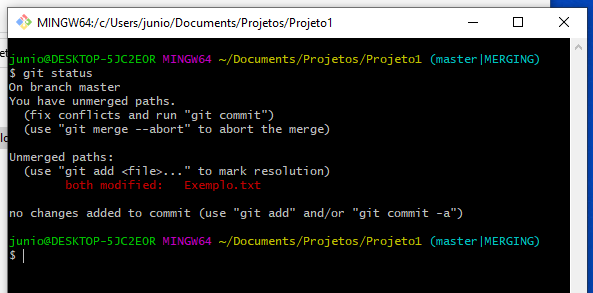 MINGW64:/c/Users/junio/Documents/Projetos/Projeto1
junio@DESKTOP-5JC2EOR MINGW64 ~/Documents/Projetos/Projeto1 (master|MERGING)
$ git status
On branch master
You have unmerged paths.
  (fix conflicts and run "git commit")
  (use "git merge --abort" to abort the merge)

Unmerged paths:
  (use "git add <file>..." to mark resolution)
        both modified:   Exemplo.txt

no changes added to commit (use "git add" and/or "git commit -a")

junio@DESKTOP-5JC2EOR MINGW64 ~/Documents/Projetos/Projeto1 (master|MERGING)
$